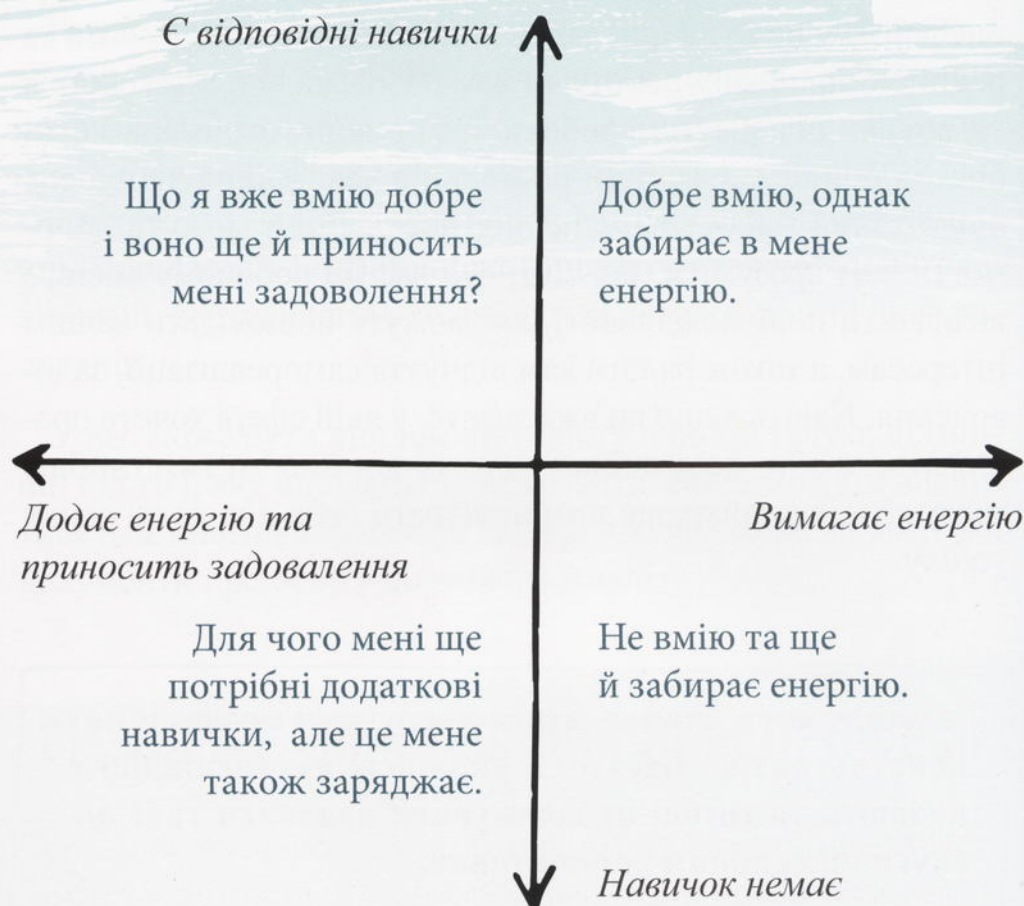 Є відповідні навички
Що я вже вмію добре
і воно ще й приносить
мені задоволення?
Добре вмію, однак
забирає в мене
енергію.
Додає енергію та
приносить задовалення
Вимагає енергію
Для чого мені ще
потрібні додаткові
навички, але це мене
також заряджає.
Не вмію та ще
й забирає енергію.
Навичок немає